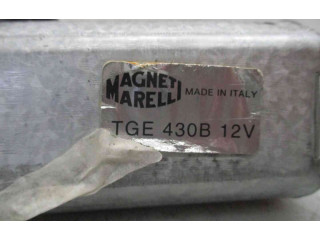 MAGNETI
MARELLI
MADE IN ITALY
TGE 430B 12V